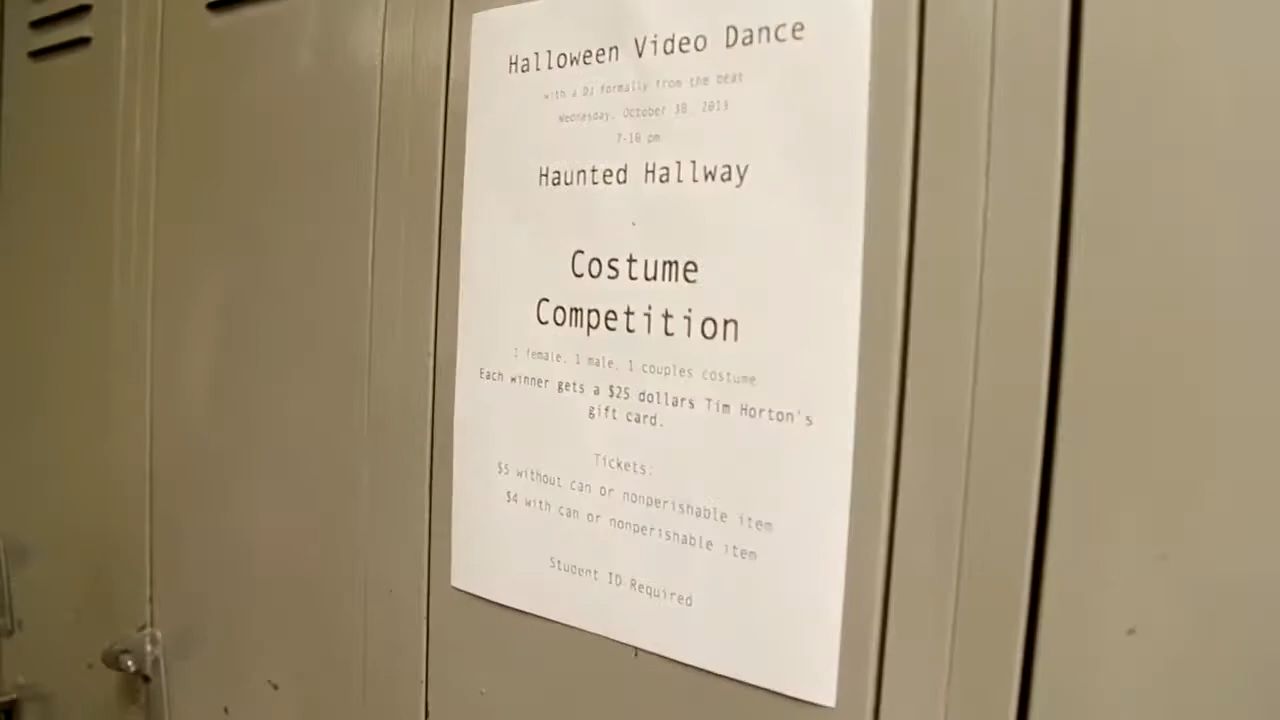 Halloween Video Dance
with a DJ formally from the beat
Wednesday, October 30, 2013
7-10 pm
Haunted Hallway
Costume
Competition
1 female, 1 male, 1 couples costume
Each winner gets a $25 dollars Tim Horton's
gift card.
Tickets:
$5 without can or nonperishable item
$4 with can or nonperishable item
Student ID Required